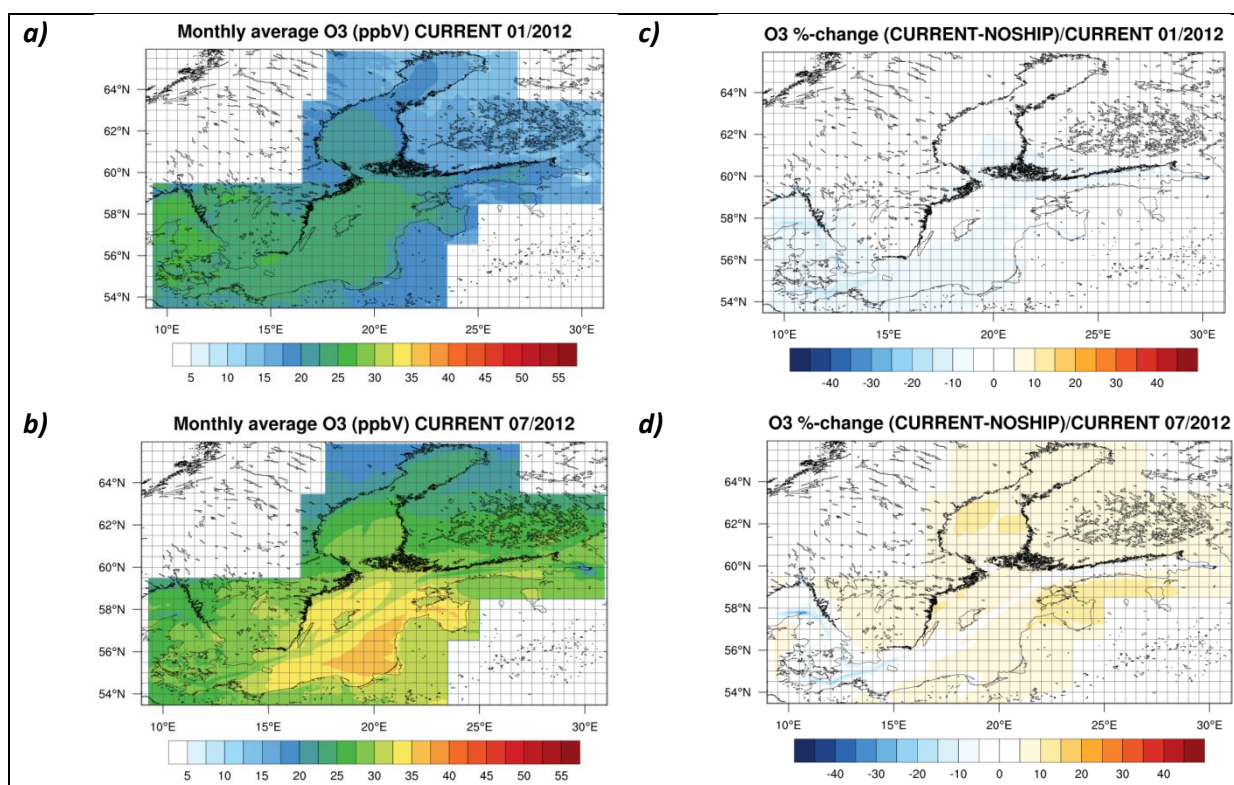 a)
Monthly average O3 (ppbV) CURRENT 01/2012
64°N
62°N
60°N
58°N
56°N
54°N
10°E 15°E 20°E 25°E 30°E
5 10 15 20 25 30 35 40 45 50 55
c)
O3 %-change (CURRENT-NOSHIP)/CURRENT 01/2012
64°N
62°N
60°N
58°N
56°N
54°N
10°E 15°E 20°E 25°E 30°E
-40 -30 -20 -10 0 10 20 30 40
b)
Monthly average O3 (ppbV) CURRENT 07/2012
64°N
62°N
60°N
58°N
56°N
54°N
10°E 15°E 20°E 25°E 30°E
5 10 15 20 25 30 35 40 45 50 55
d)
O3 %-change (CURRENT-NOSHIP)/CURRENT 07/2012
64°N
62°N
60°N
58°N
56°N
54°N
10°E 15°E 20°E 25°E 30°E
-40 -30 -20 -10 0 10 20 30 40